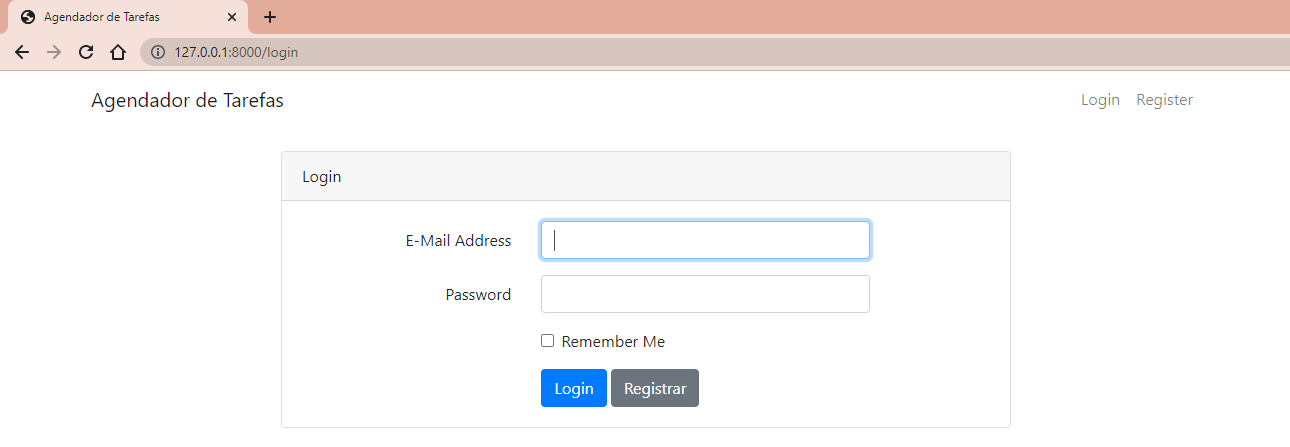 Agendador de Tarefas
127.0.0.1:8000/login
Agendador de Tarefas Login Register
Login
E-Mail Address
Password
Remember Me
Login Registrar